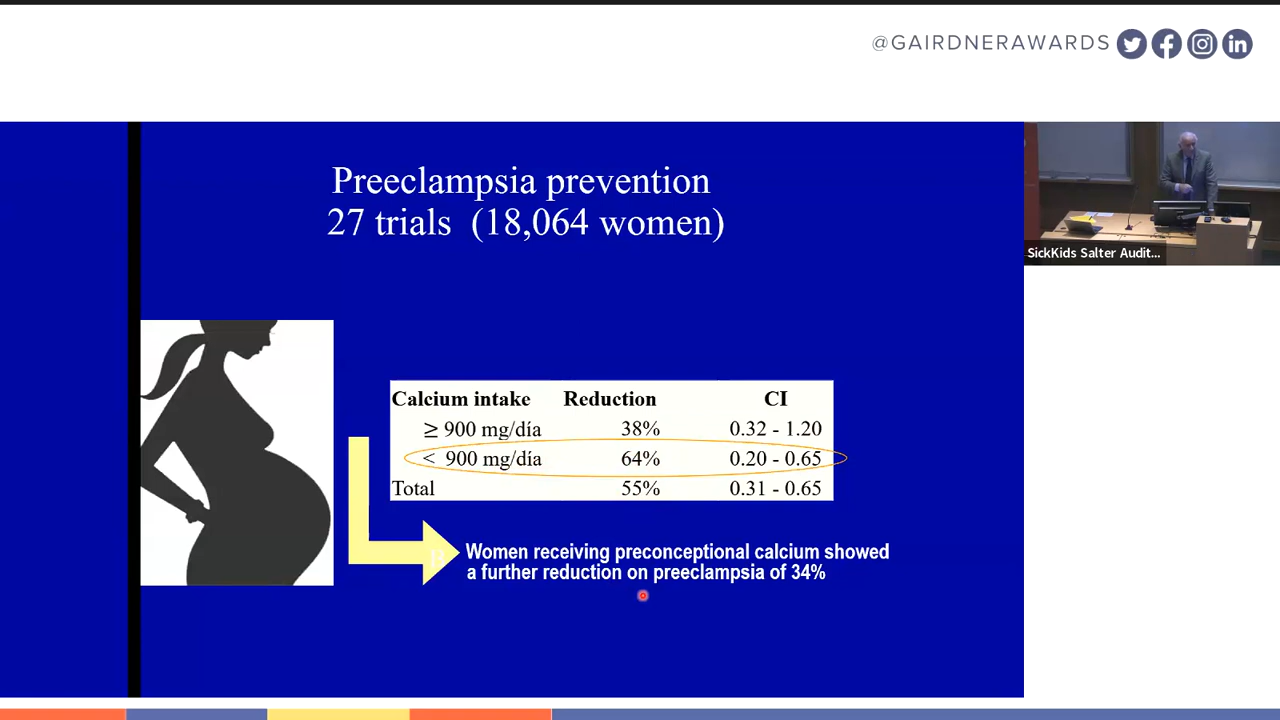 @GAIRDNERAWARDS
Preeclampsia prevention
27 trials (18,064 women)
SickKids Salter Audit...
Calcium intake Reduction CI
≥ 900 mg/día 38% 0.32 - 1.20
< 900 mg/día 64% 0.20 - 0.65
Total 55% 0.31 - 0.65
Women receiving preconceptional calcium showed
a further reduction on preeclampsia of 34%